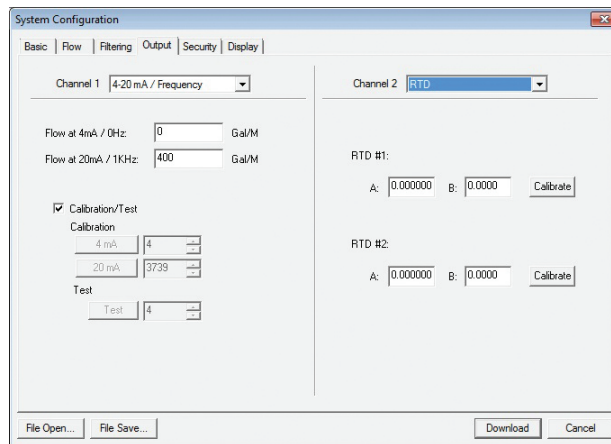 System Configuration
Basic Flow Filtering Output Security Display
Channel 1 4-20 mA / Frequency
Flow at 4mA / 0Hz: 0 Gal/M
Flow at 20mA / 1KHz: 400 Gal/M
Calibration/Test
Calibration
4 mA 4
20 mA 3739
Test
Test 4
Channel 2 RTD
RTD #1:
A: 0.000000 B: 0.0000 Calibrate
RTD #2:
A: 0.000000 B: 0.0000 Calibrate
File Open... File Save... Download Cancel